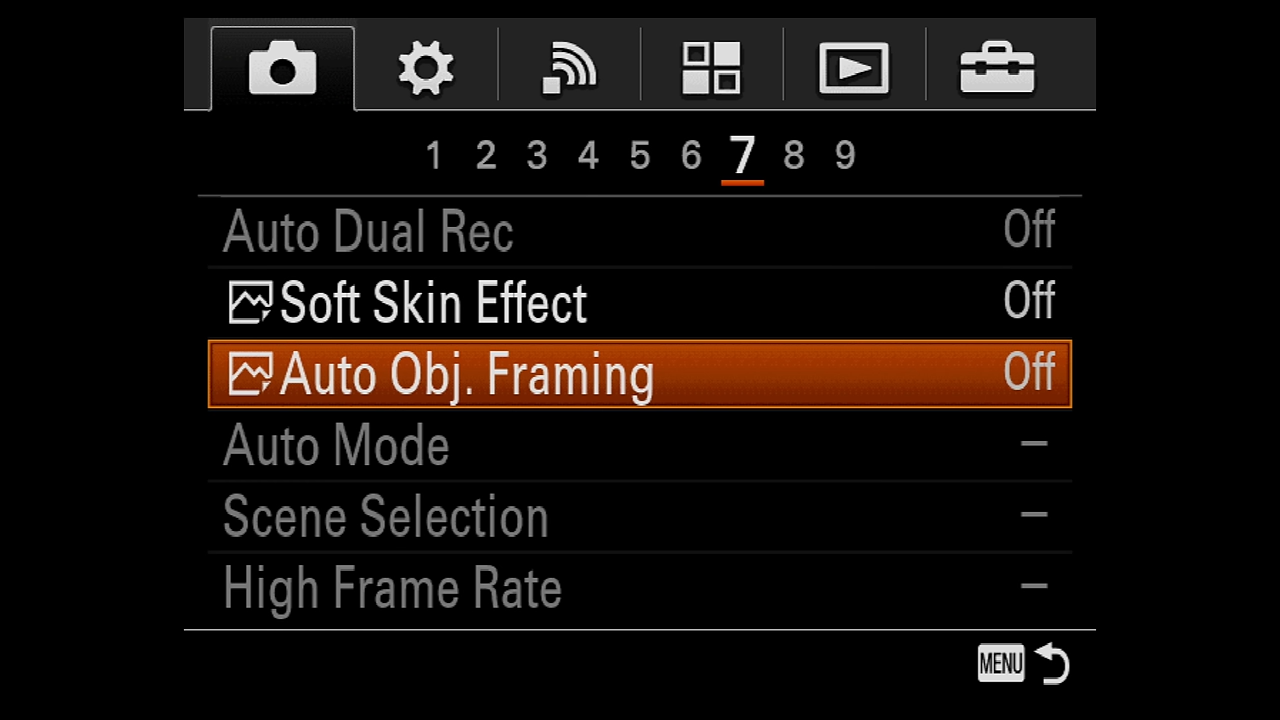 1 2 3 4 5 6 7 8 9
Auto Dual Rec Off
Soft Skin Effect Off
Auto Obj. Framing Off
Auto Mode –
Scene Selection –
High Frame Rate –
MENU